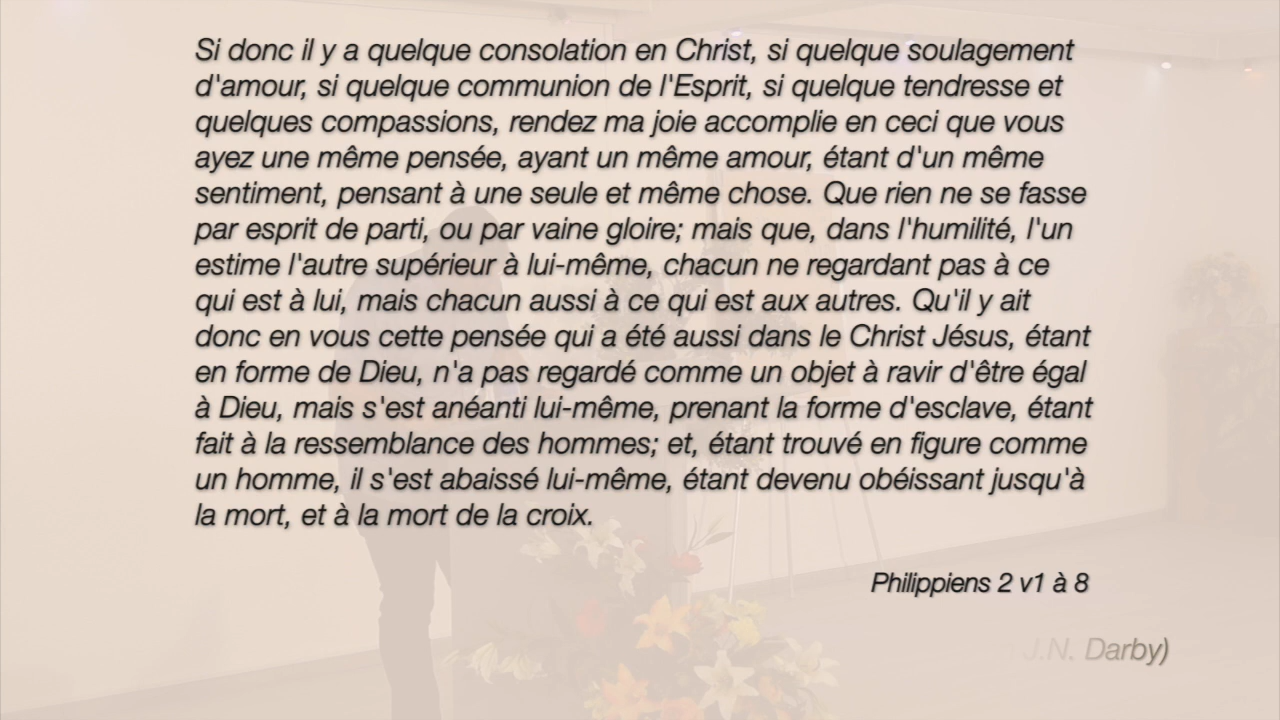 Si donc il y a quelque consolation en Christ, si quelque soulagement
d'amour, si quelque communion de l'Esprit, si quelque tendresse et
quelques compassions, rendez ma joie accomplie en ceci que vous
ayez une même pensée, ayant un même amour, étant d'un même
sentiment, pensant à une seule et même chose. Que rien ne se fasse
par esprit de parti, ou par vaine gloire; mais que, dans l'humilité, l'un
estime l'autre supérieur à lui-même, chacun ne regardant pas à ce
qui est à lui, mais chacun aussi à ce qui est aux autres. Qu'il y ait
donc en vous cette pensée qui a été aussi dans le Christ Jésus, étant
en forme de Dieu, n'a pas regardé comme un objet à ravir d'être égal
à Dieu, mais s'est anéanti lui-même, prenant la forme d'esclave, étant
fait à la ressemblance des hommes; et, étant trouvé en figure comme
un homme, il s'est abaissé lui-même, étant devenu obéissant jusqu'à
la mort, et à la mort de la croix.
Philippiens 2 v1 à 8
J.N. Darby)